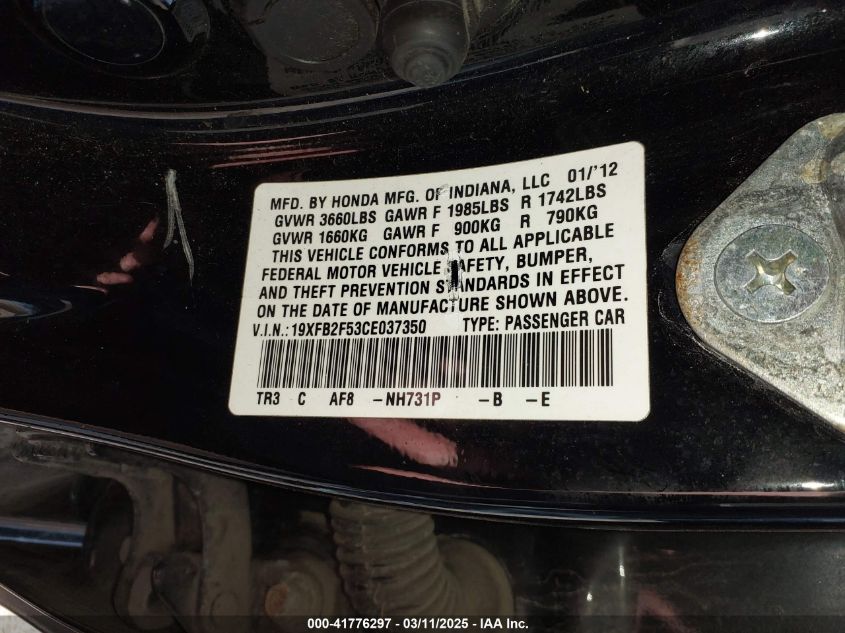 MFD. BY HONDA MFG. OF INDIANA, LLC 01/'12
GVWR 3660LBS GAWR F 1985LBS R 1742LBS
GVWR 1660KG GAWR F 900KG R 790KG
THIS VEHICLE CONFORMS TO ALL APPLICABLE
FEDERAL MOTOR VEHICLE SAFETY, BUMPER,
AND THEFT PREVENTION STANDARDS IN EFFECT
ON THE DATE OF MANUFACTURE SHOWN ABOVE.
V.I.N.: 19XFB2F53CE037350 TYPE: PASSENGER CAR
TR3 C AF8 -NH731P -B -E
000-41776297 - 03/11/2025 - IAA Inc.